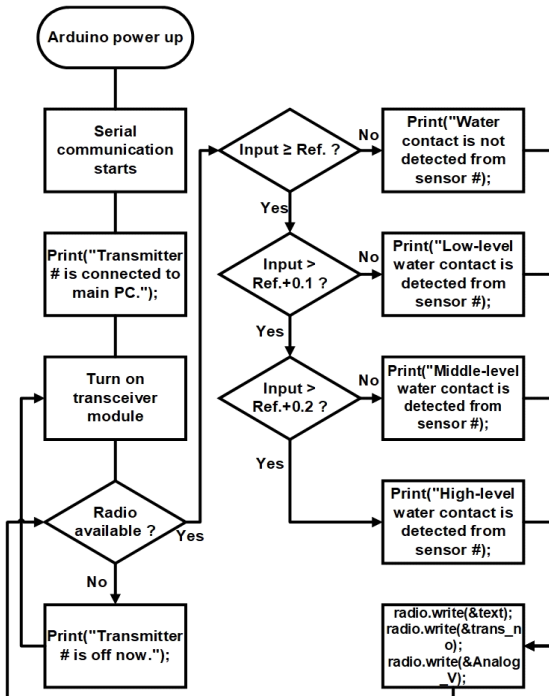 Arduino power up
Serial
communication
starts
Print("Transmitter
# is connected to
main PC.");
Turn on
transceiver
module
Radio
available ?
Yes
No
Print("Transmitter
# is off now.");
Input ≥ Ref. ?
No
Yes
Print("Water
contact is not
detected from
sensor #);
Input >
Ref.+0.1 ?
No
Yes
Print("Low-level
water contact is
detected from
sensor #);
Input >
Ref.+0.2 ?
No
Yes
Print("Middle-level
water contact is
detected from
sensor #);
Print("High-level
water contact is
detected from
sensor #);
radio.write(&text);
radio.write(&trans_n
o);
radio.write(&Analog
_V);